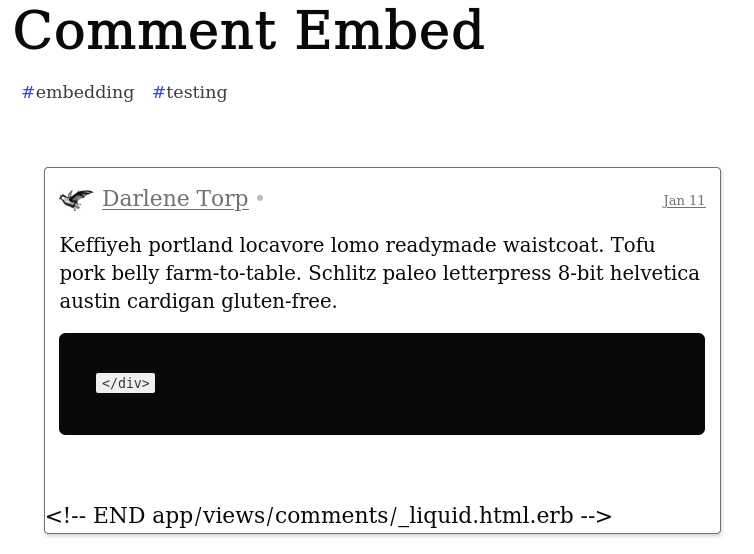 Comment Embed
#embedding #testing
Darlene Torp • Jan 11
Keffiyeh portland locavore lomo readymade waistcoat. Tofu
pork belly farm-to-table. Schlitz paleo letterpress 8-bit helvetica
austin cardigan gluten-free.
</div>
<!-- END app/views/comments/_liquid.html.erb -->